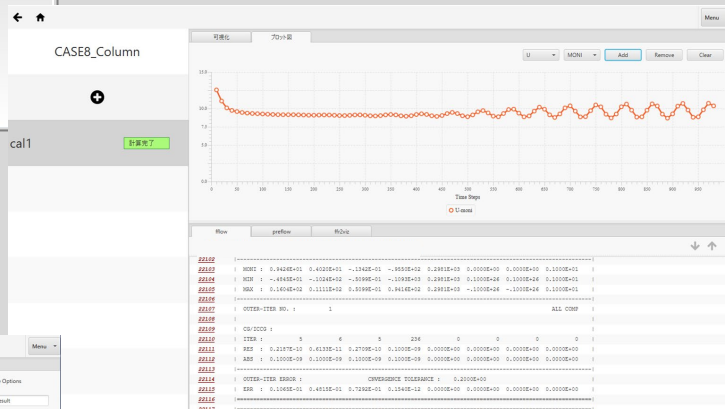 Menu
CASE8_Column
cal1
計算完了
可視化
プロット図
U
MONI
Add
Remove
Clear
15.0
10.0
7.5
5.0
0.0
0 50 100 150 200 250 300 350 400 450 500 550 600 650 700 750 800 850 900 950
Time Steps
U-moni
fflow
preflow
ffr2viz
22102
22103 | MONI : 0.9426E+01 0.4020E+01 -.1342E-01 -.9550E+02 0.2981E+03 0.0000E+00 0.0000E+00 0.1000E+01 |
22104 | MIN : -.4545E+01 -.1024E+02 -.5099E-01 -.1093E+03 0.2981E+03 0.1000E+26 0.1000E+26 0.1000E+01 |
22105 | MAX : 0.1604E+02 0.1111E+02 0.5099E-01 0.9416E+02 0.2981E+03 -.1000E+26 -.1000E+26 0.1000E+01 |
22106
22107 | OUTER-ITER NO. : 1 ALL COMP |
22108
22109 | CG/ICCG : |
22110 | ITER : 5 6 5 236 0 0 0 0 |
22111 | RES : 0.2187E-10 0.6133E-11 0.2709E-10 0.1000E-09 0.0000E+00 0.0000E+00 0.0000E+00 0.0000E+00 |
22112 | ABS : 0.1000E-09 0.1000E-09 0.1000E-09 0.1000E-09 0.0000E+00 0.0000E+00 0.0000E+00 0.0000E+00 |
22113
22114 | OUTER-ITER ERROR : CNVERGENCE TOLERANCE : 0.2000E+00 |
22115 | ERR : 0.1065E-01 0.4815E-01 0.7292E-01 0.1540E-12 0.0000E+00 0.0000E+00 0.0000E+00 0.0000E+00 |
22116
Menu
Options